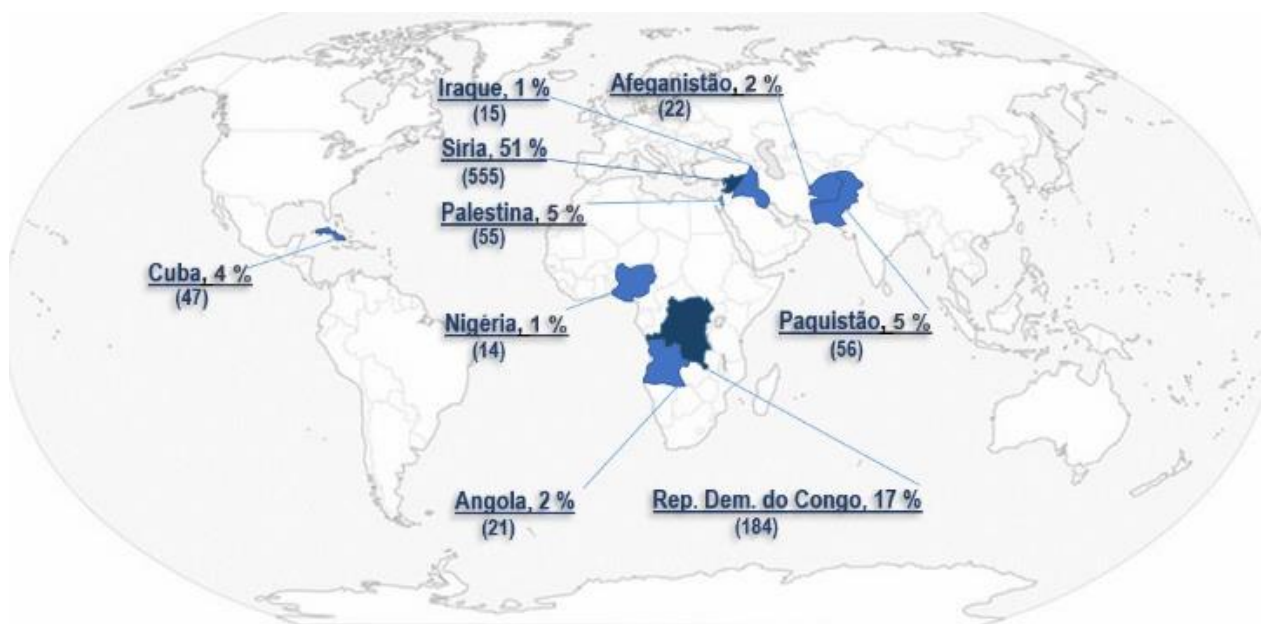 Iraque, 1 %
(15)
Afeganistão, 2 %
(22)
Síria, 51 %
(555)
Palestina, 5 %
(55)
Cuba, 4 %
(47)
Nigéria, 1 %
(14)
Paquistão, 5 %
(56)
Angola, 2 %
(21)
Rep. Dem. do Congo, 17 %
(184)